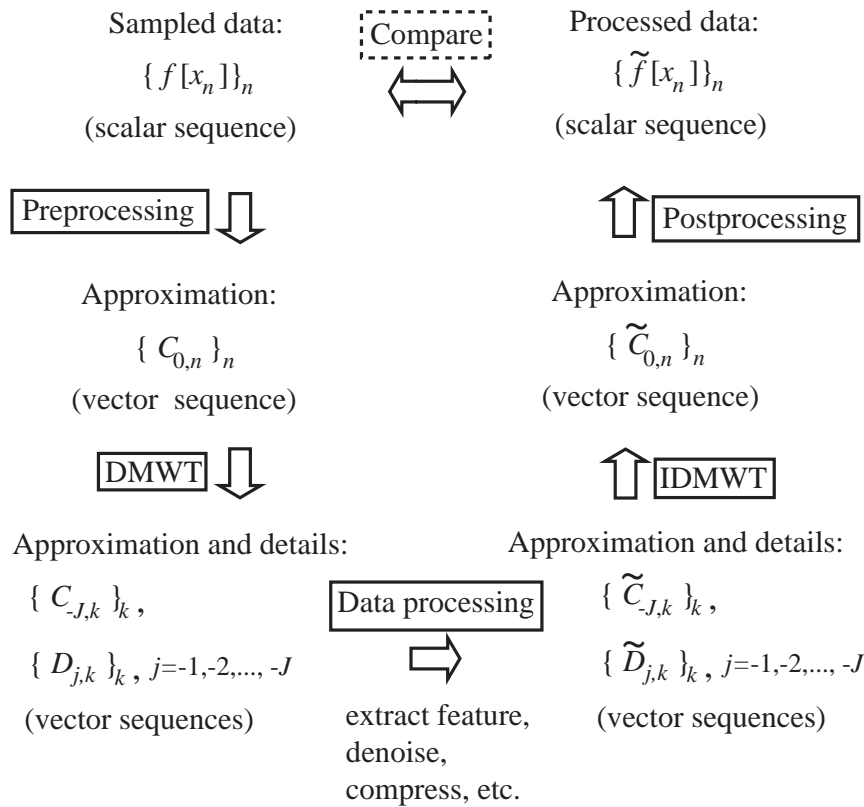 Sampled data:
{ f [x_n] }_n
(scalar sequence)
Compare
Processed data:
{ f̃ [x_n] }_n
(scalar sequence)
Preprocessing
Postprocessing
Approximation:
{ C_{0,n} }_n
(vector sequence)
Approximation:
{ C̃_{0,n} }_n
(vector sequence)
DMWT
IDMWT
Approximation and details:
{ C_{-J,k} }_k ,
{ D_{j,k} }_k , j=-1,-2,..., -J
(vector sequences)
Data processing
extract feature,
denoise,
compress, etc.
Approximation and details:
{ C̃_{-J,k} }_k ,
{ D̃_{j,k} }_k , j=-1,-2,..., -J
(vector sequences)